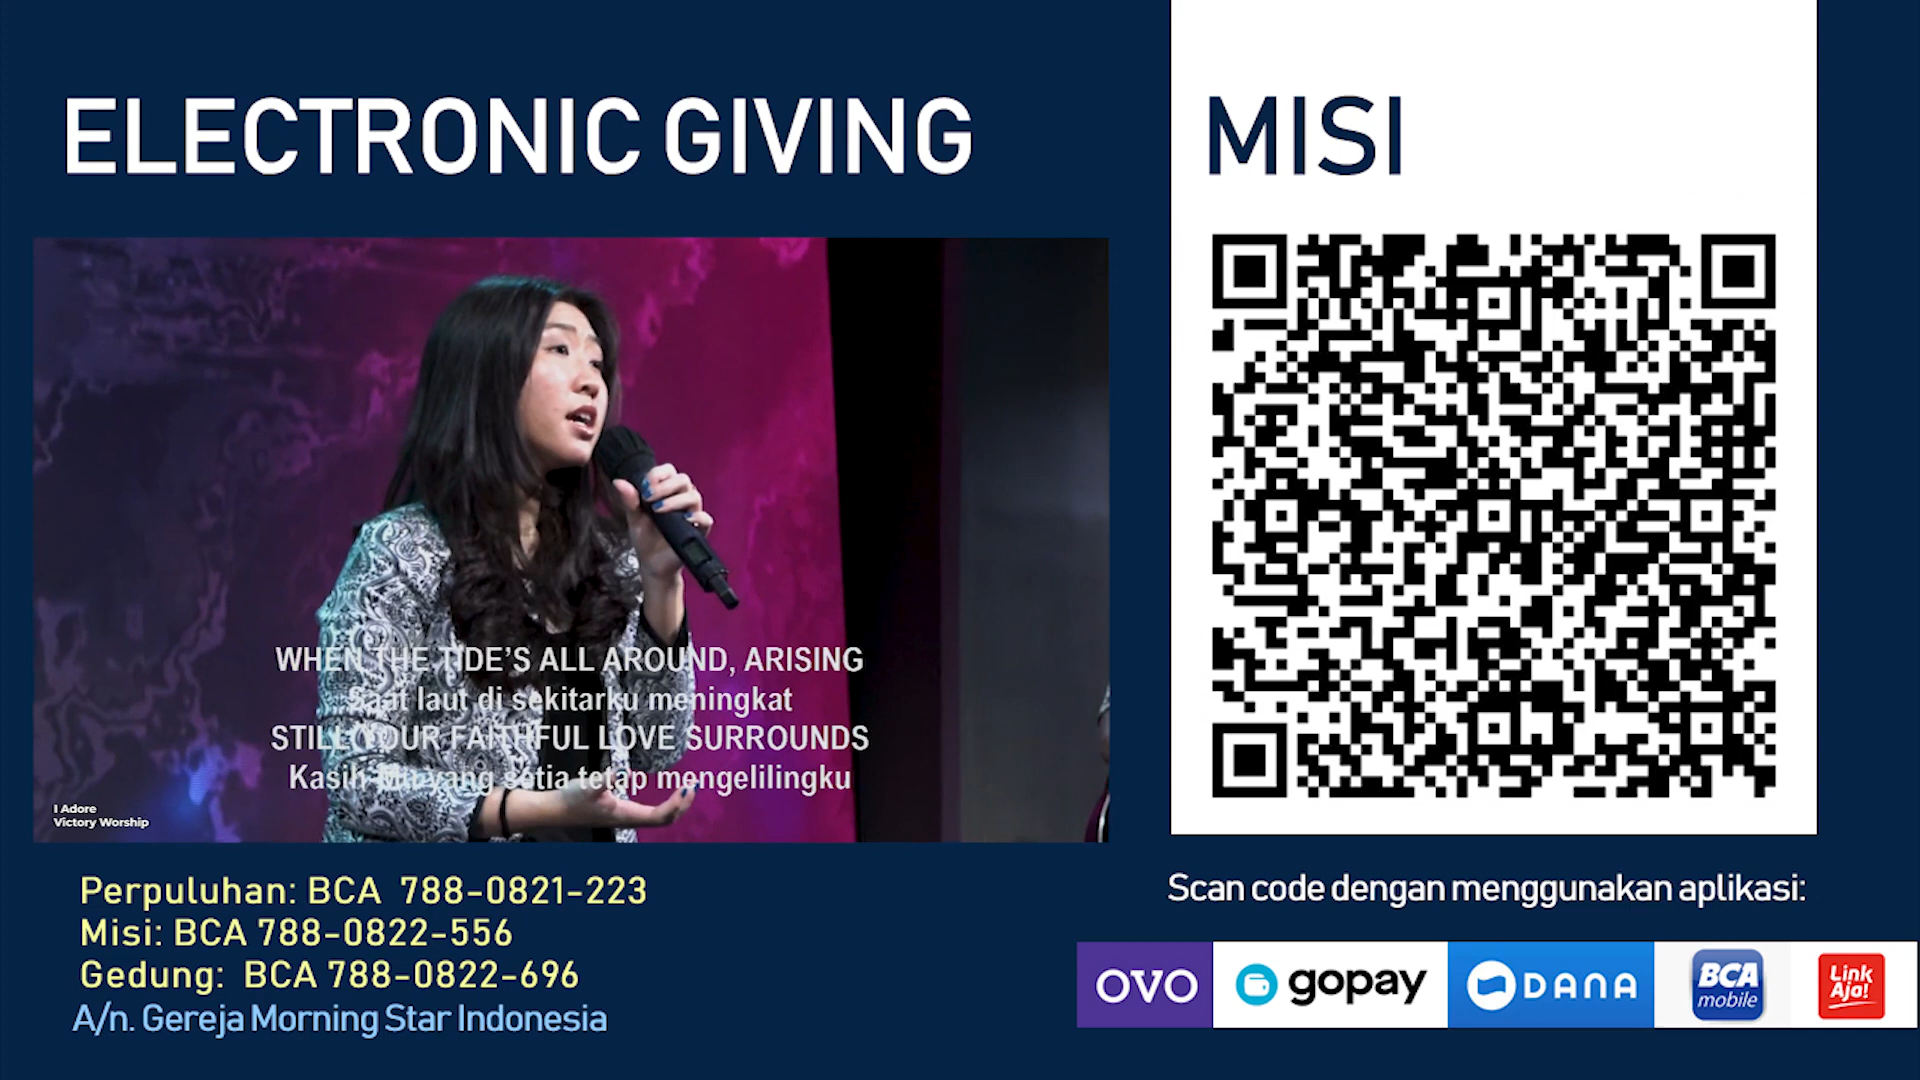 ELECTRONIC GIVING
MISI
WHEN THE TIDE'S ALL AROUND, ARISING
Saat laut di sekitarku meningkat
STILL YOUR FAITHFUL LOVE SURROUNDS
Kasih-Mu yang setia tetap mengelilingku
I Adore
Victory Worship
Perpuluhan: BCA 788-0821-223
Misi: BCA 788-0822-556
Gedung: BCA 788-0822-696
A/n. Gereja Morning Star Indonesia
Scan code dengan menggunakan aplikasi:
OVO
gopay
DANA
BCA
mobile
Link
Aja!